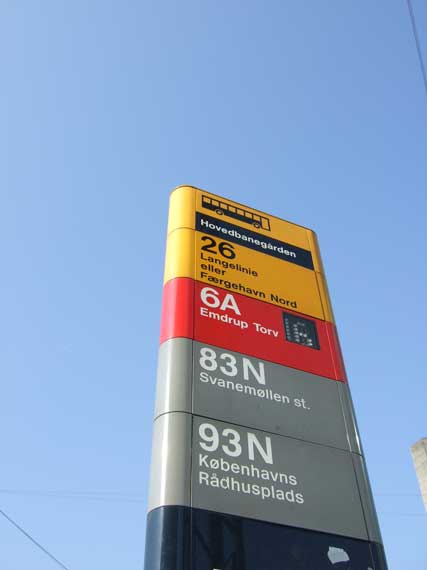 Hovedbanegården
26
Langelinie
eller
Færgehavn Nord
6A
Emdrup Torv
83N
Svanemøllen st.
93N
Københavns
Rådhusplads